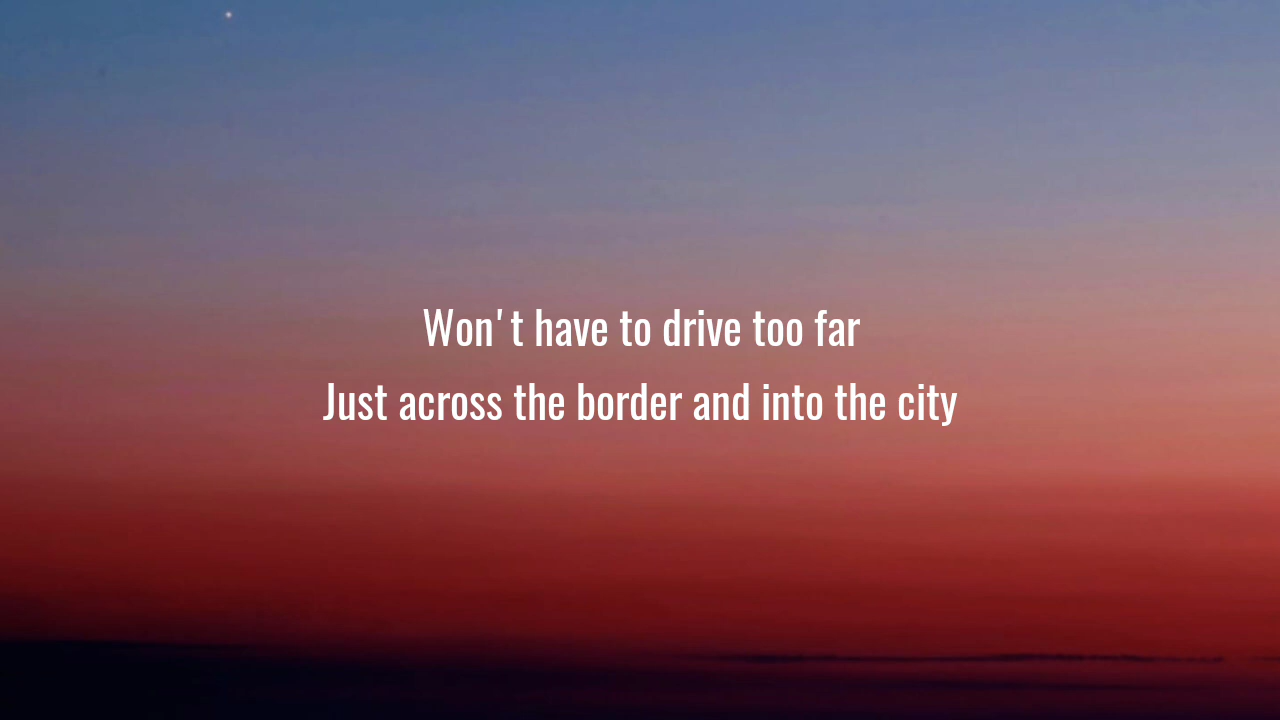 Won't have to drive too far
Just across the border and into the city